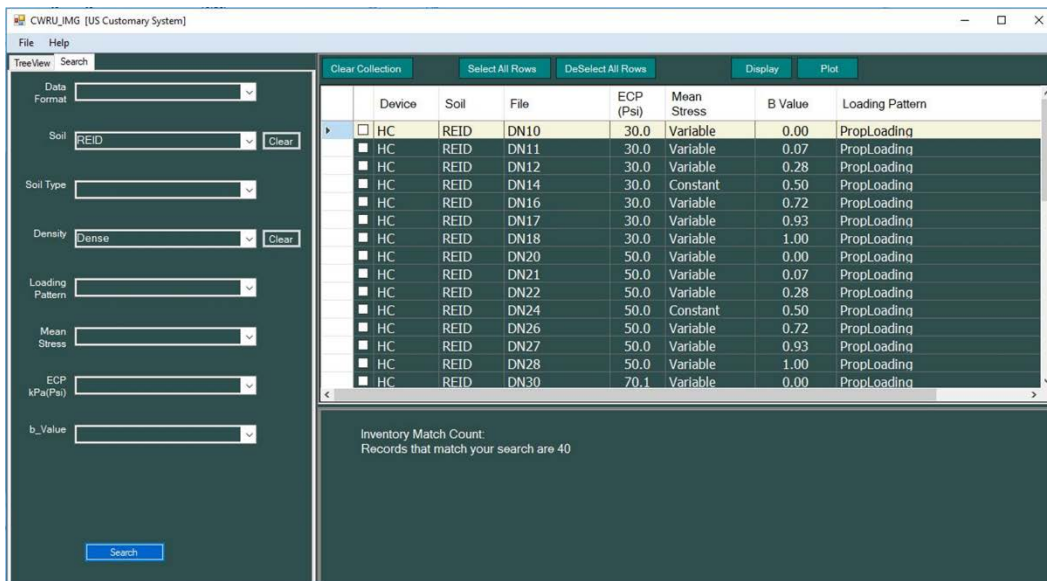 CWRU_IMG [US Customary System]
File Help
TreeView Search
Data Format
Soil REID Clear
Soil Type
Density Dense Clear
Loading Pattern
Mean Stress
ECP kPa(Psi)
b_Value
Search
Clear Collection Select All Rows DeSelect All Rows Display Plot
Device Soil File ECP (Psi) Mean Stress B Value Loading Pattern
HC REID DN10 30.0 Variable 0.00 PropLoading
HC REID DN11 30.0 Variable 0.07 PropLoading
HC REID DN12 30.0 Variable 0.28 PropLoading
HC REID DN14 30.0 Constant 0.50 PropLoading
HC REID DN16 30.0 Variable 0.72 PropLoading
HC REID DN17 30.0 Variable 0.93 PropLoading
HC REID DN18 30.0 Variable 1.00 PropLoading
HC REID DN20 50.0 Variable 0.00 PropLoading
HC REID DN21 50.0 Variable 0.07 PropLoading
HC REID DN22 50.0 Variable 0.28 PropLoading
HC REID DN24 50.0 Constant 0.50 PropLoading
HC REID DN26 50.0 Variable 0.72 PropLoading
HC REID DN27 50.0 Variable 0.93 PropLoading
HC REID DN28 50.0 Variable 1.00 PropLoading
HC REID DN30 70.1 Variable 0.00 PropLoading
Inventory Match Count:
Records that match your search are 40